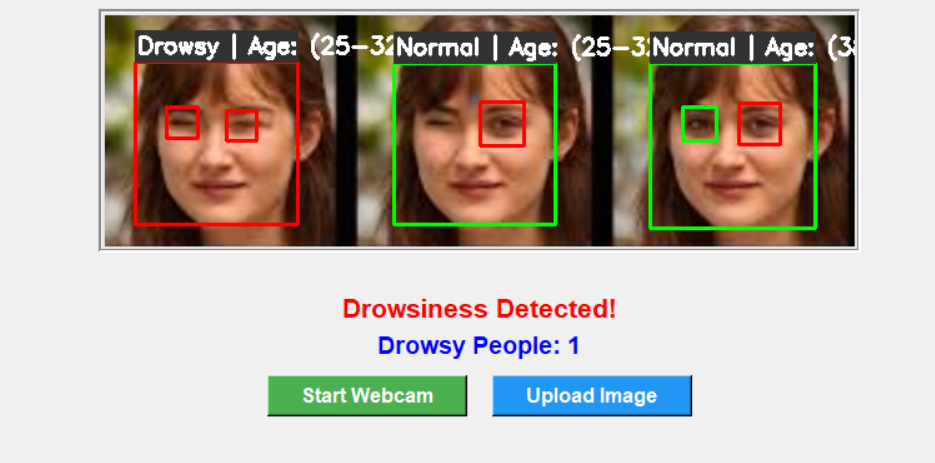 Drowsy | Age: (25-32
Normal | Age: (25-3
Normal | Age: (3
Drowsiness Detected!
Drowsy People: 1
Start Webcam
Upload Image